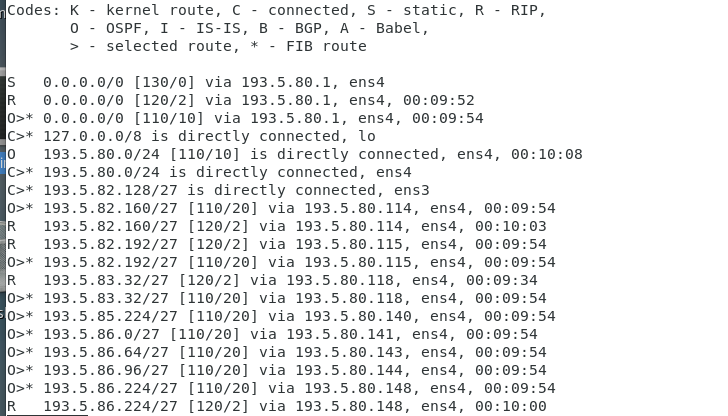 Codes: K - kernel route, C - connected, S - static, R - RIP,
       O - OSPF, I - IS-IS, B - BGP, A - Babel,
       > - selected route, * - FIB route

S   0.0.0.0/0 [130/0] via 193.5.80.1, ens4
R   0.0.0.0/0 [120/2] via 193.5.80.1, ens4, 00:09:52
O>* 0.0.0.0/0 [110/10] via 193.5.80.1, ens4, 00:09:54
C>* 127.0.0.0/8 is directly connected, lo
O   193.5.80.0/24 [110/10] is directly connected, ens4, 00:10:08
C>* 193.5.80.0/24 is directly connected, ens4
C>* 193.5.82.128/27 is directly connected, ens3
O>* 193.5.82.160/27 [110/20] via 193.5.80.114, ens4, 00:09:54
R   193.5.82.160/27 [120/2] via 193.5.80.114, ens4, 00:10:03
R   193.5.82.192/27 [120/2] via 193.5.80.115, ens4, 00:09:54
O>* 193.5.82.192/27 [110/20] via 193.5.80.115, ens4, 00:09:54
R   193.5.83.32/27 [120/2] via 193.5.80.118, ens4, 00:09:34
O>* 193.5.83.32/27 [110/20] via 193.5.80.118, ens4, 00:09:54
O>* 193.5.85.224/27 [110/20] via 193.5.80.140, ens4, 00:09:54
O>* 193.5.86.0/27 [110/20] via 193.5.80.141, ens4, 00:09:54
O>* 193.5.86.64/27 [110/20] via 193.5.80.143, ens4, 00:09:54
O>* 193.5.86.96/27 [110/20] via 193.5.80.144, ens4, 00:09:54
O>* 193.5.86.224/27 [110/20] via 193.5.80.148, ens4, 00:09:54
R   193.5.86.224/27 [120/2] via 193.5.80.148, ens4, 00:10:00